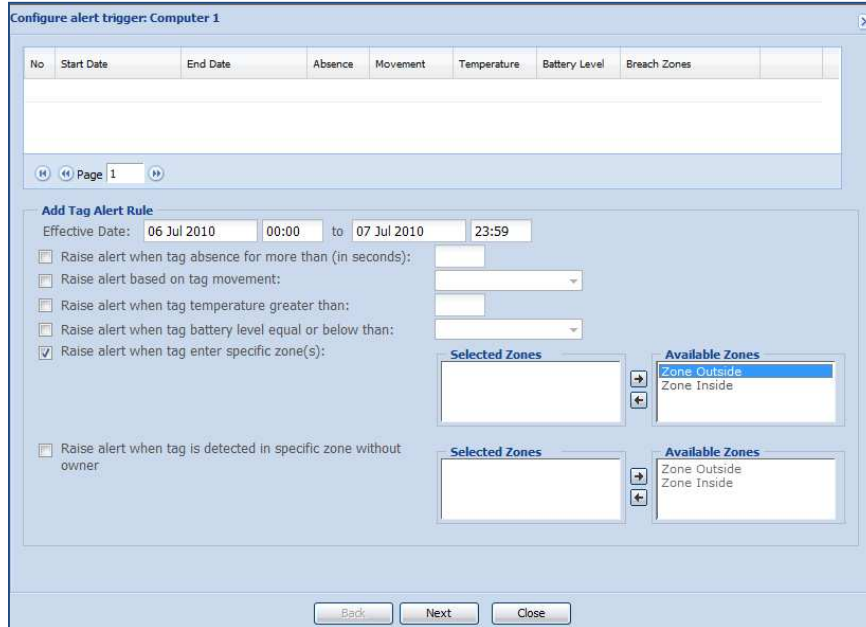 Configure alert trigger: Computer 1
No Start Date End Date Absence Movement Temperature Battery Level Breach Zones
Page 1
Add Tag Alert Rule
Effective Date: 06 Jul 2010 00:00 to 07 Jul 2010 23:59
Raise alert when tag absence for more than (in seconds):
Raise alert based on tag movement:
Raise alert when tag temperature greater than:
Raise alert when tag battery level equal or below than:
Raise alert when tag enter specific zone(s):
Selected Zones Available Zones
Zone Outside
Zone Inside
Raise alert when tag is detected in specific zone without
owner
Selected Zones Available Zones
Zone Outside
Zone Inside
Back Next Close